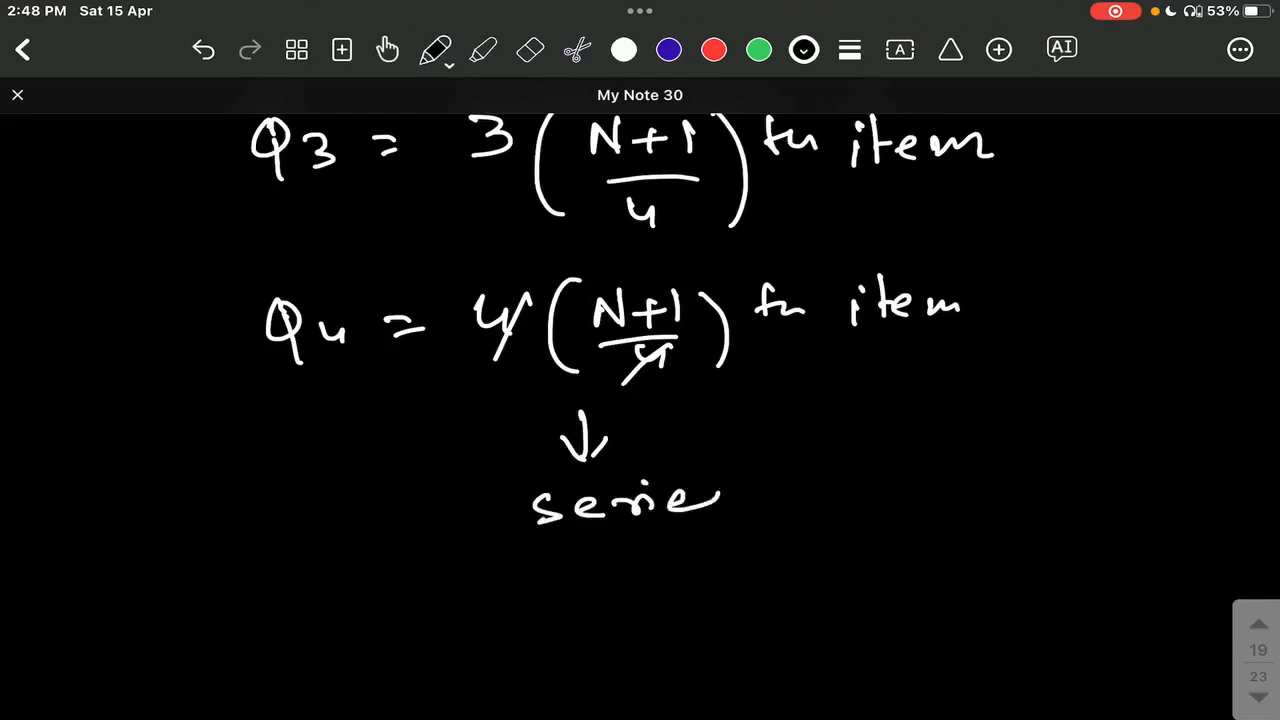 2:48 PM Sat 15 Apr 53%
A AI
My Note 30
Q3 = 3 (N+1/4) th item
Q4 = 4 (N+1/4) th item
↓
serie
19
23